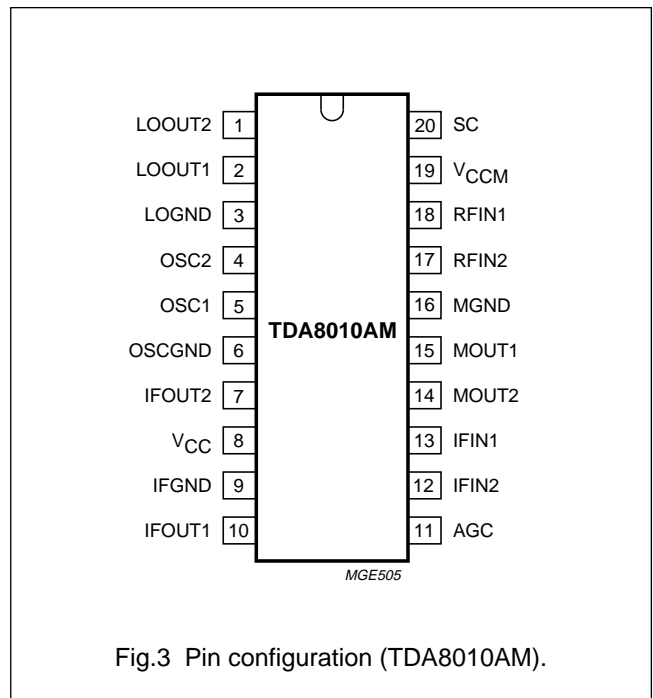 LOOUT2 1 20 SC
LOOUT1 2 19 VCCM
LOGND 3 18 RFIN1
OSC2 4 17 RFIN2
OSC1 5 16 MGND
TDA8010AM
OSCGND 6 15 MOUT1
IFOUT2 7 14 MOUT2
VCC 8 13 IFIN1
IFGND 9 12 IFIN2
IFOUT1 10 11 AGC
MGE505
Fig.3 Pin configuration (TDA8010AM).